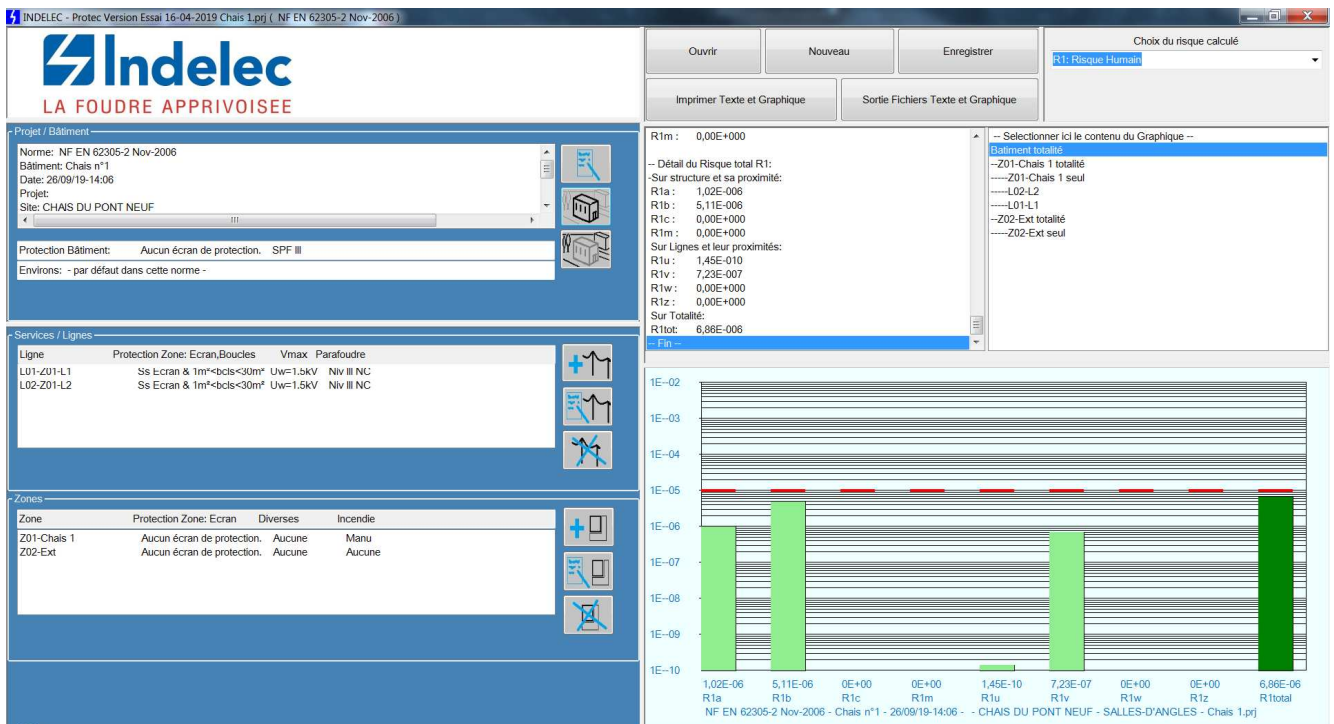 INDELEC - Protec Version Essai 16-04-2019 Chais 1.prj ( NF EN 62305-2 Nov-2006 )
Indelec
LA FOUDRE APPRIVOISEE
Ouvrir
Nouveau
Enregistrer
Imprimer Texte et Graphique
Sortie Fichiers Texte et Graphique
Choix du risque calculé
R1: Risque Humain
Projet / Bâtiment
Norme: NF EN 62305-2 Nov-2006
Bâtiment: Chais n°1
Date: 26/09/19-14:06
Projet:
Site: CHAIS DU PONT NEUF
Protection Bâtiment: Aucun écran de protection. SPF III
Environs: - par défaut dans cette norme -
Services / Lignes
Ligne Protection Zone: Ecran,Boucles Vmax Parafoudre
L01-Z01-L1 Ss Ecran & 1m²<bcls<30m² Uw=1.5kV Niv III NC
L02-Z01-L2 Ss Ecran & 1m²<bcls<30m² Uw=1.5kV Niv III NC
Zones
Zone Protection Zone: Ecran Diverses Incendie
Z01-Chais 1 Aucun écran de protection. Aucune Manu
Z02-Ext Aucun écran de protection. Aucune Aucune
R1m : 0,00E+000
-- Détail du Risque total R1:
-Sur structure et sa proximité:
R1a : 1,02E-006
R1b : 5,11E-006
R1c : 0,00E+000
R1m : 0,00E+000
Sur Lignes et leur proximités:
R1u : 1,45E-010
R1v : 7,23E-007
R1w : 0,00E+000
R1z : 0,00E+000
Sur Totalité:
R1tot: 6,86E-006
-- Fin --
-- Selectionner ici le contenu du Graphique --
Batiment totalité
--Z01-Chais 1 totalité
-----Z01-Chais 1 seul
-----L02-L2
-----L01-L1
--Z02-Ext totalité
-----Z02-Ext seul
1E--02
1E--03
1E--04
1E--05
1E--06
1E--07
1E--08
1E--09
1E--10
1,02E-06 5,11E-06 0E+00 0E+00 1,45E-10 7,23E-07 0E+00 0E+00 6,86E-06
R1a R1b R1c R1m R1u R1v R1w R1z R1total
NF EN 62305-2 Nov-2006 - Chais n°1 - 26/09/19-14:06 - - CHAIS DU PONT NEUF - SALLES-D'ANGLES - Chais 1.prj